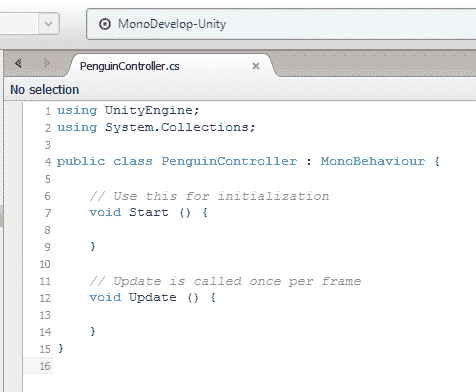 MonoDevelop-Unity
PenguinController.cs ×
No selection
1 using UnityEngine;
2 using System.Collections;
3
4 public class PenguinController : MonoBehaviour {
5
6     // Use this for initialization
7     void Start () {
8
9     }
10
11     // Update is called once per frame
12     void Update () {
13
14     }
15 }
16